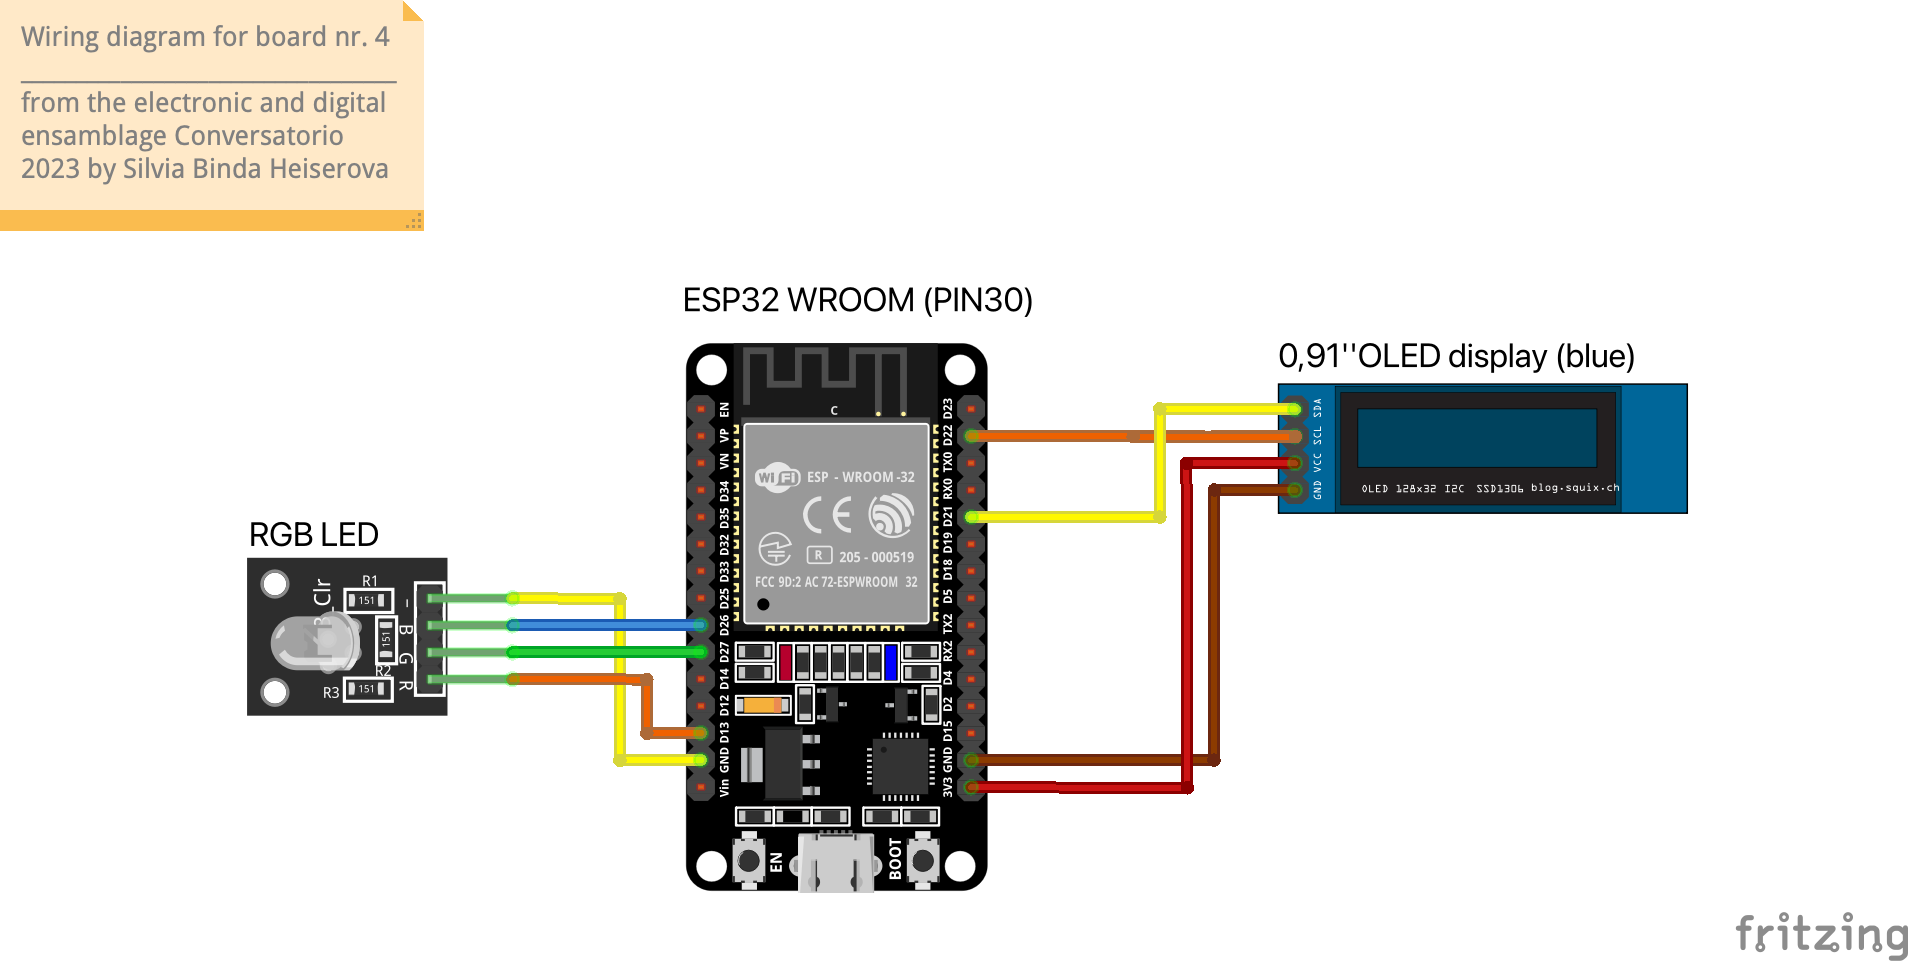 Wiring diagram for board nr. 4
from the electronic and digital
ensamblage Conversatorio
2023 by Silvia Binda Heiserova
ESP32 WROOM (PIN30)
0,91''OLED display (blue)
RGB LED
EN
VP
VN
D34
D35
D32
D33
D25
D26
D27
D14
D12
D13
GND
Vin
C
WiFi ESP - WROOM -32
CE
R 205 - 000519
FCC 9D:2 AC 72-ESPWROOM 32
D23
D22
TX0
RX0
D21
D19
D18
D5
TX2
RX2
D4
D2
D15
GND
3V3
EN
BOOT
SDA
SCL
VCC
GND
OLED 128x32 I2C SSD1306 blog.squix.ch
R1
151
Clr
151
R2
R3
151
-
B
G
R
fritzing